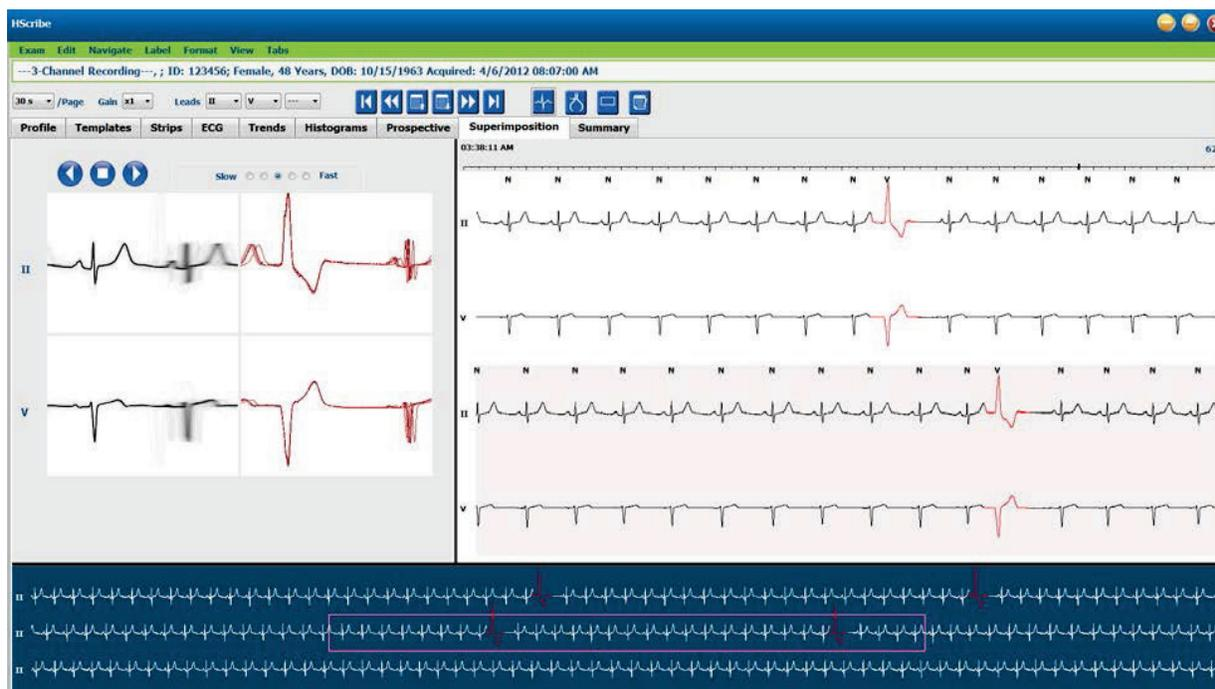 HScribe
Exam Edit Navigate Label Format View Tabs
---3-Channel Recording---, ; ID: 123456; Female, 48 Years, DOB: 10/15/1963 Acquired: 4/6/2012 08:07:00 AM
30 s /Page Gain x1 Leads II V ---
Profile Templates Strips ECG Trends Histograms Prospective Superimposition Summary
Slow Fast
II
V
03:38:11 AM 62
N N N N N N N N V N N N N N N
II
V
N N N N N N N N N N V N N N N
II
V
II
II
II